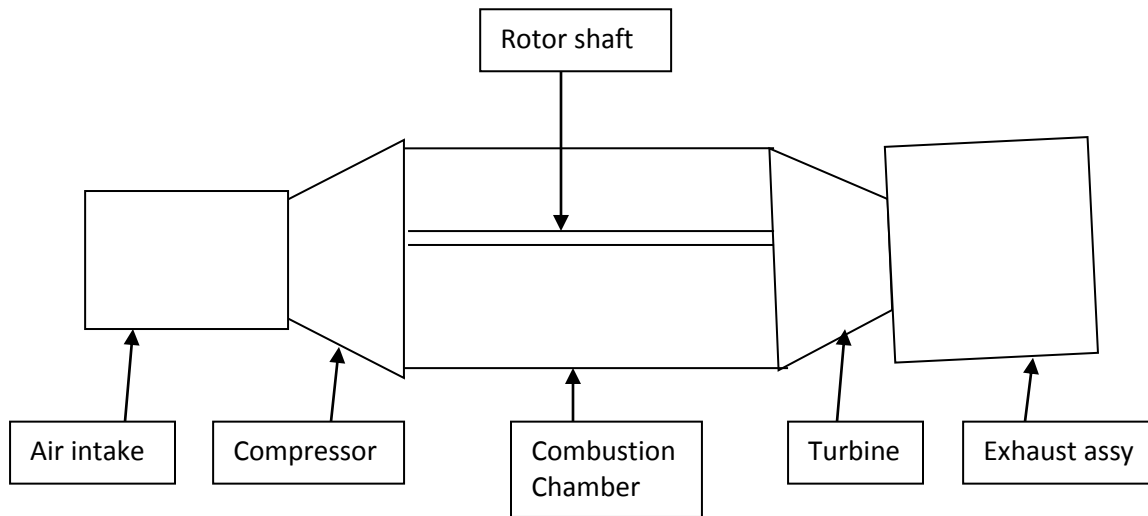 Rotor shaft
Air intake
Compressor
Combustion
Chamber
Turbine
Exhaust assy